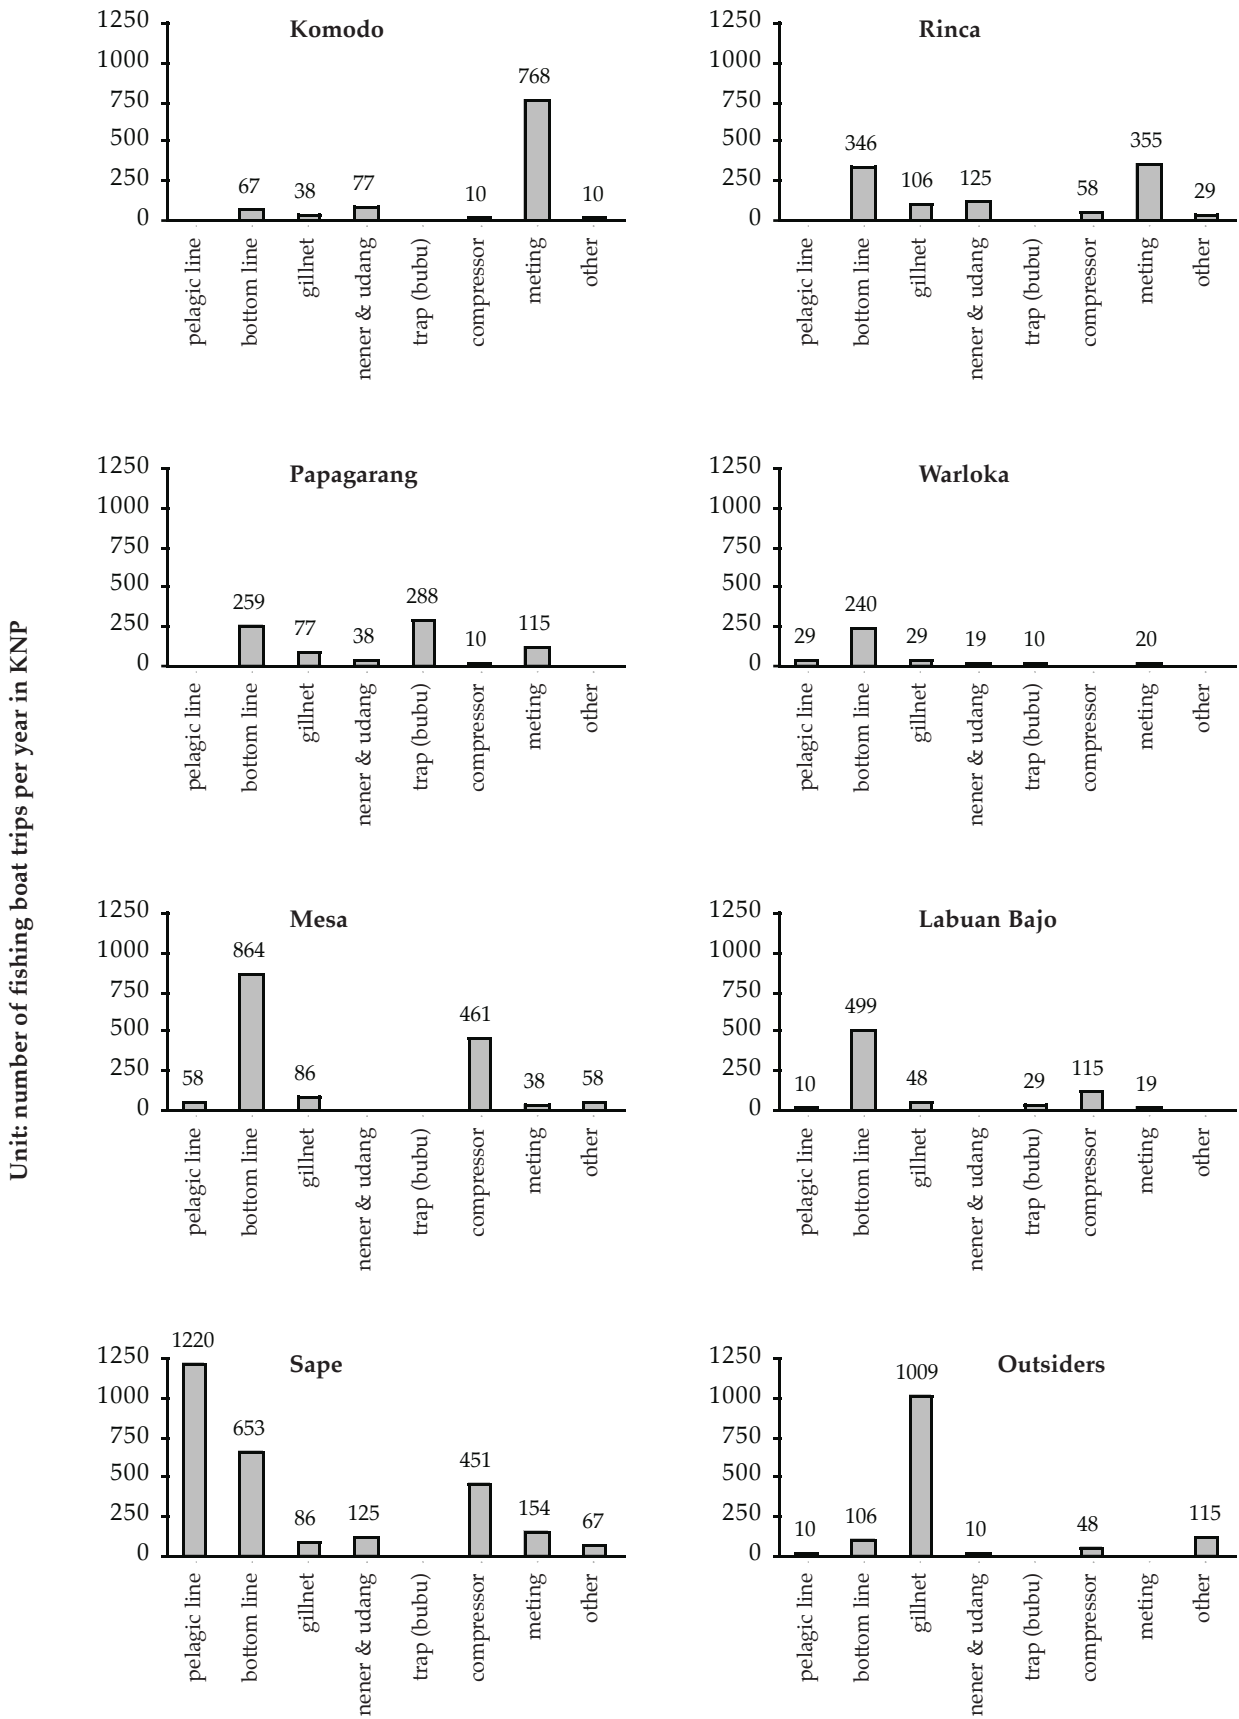 Unit: number of fishing boat trips per year in KNP
Komodo
1250
1000
750
500
250
0
67
38
77
10
768
10
pelagic line
bottom line
gillnet
nener & udang
trap (bubu)
compressor
meting
other
Rinca
1250
1000
750
500
250
0
346
106
125
58
355
29
pelagic line
bottom line
gillnet
nener & udang
trap (bubu)
compressor
meting
other
Papagarang
1250
1000
750
500
250
0
259
77
38
288
10
115
pelagic line
bottom line
gillnet
nener & udang
trap (bubu)
compressor
meting
other
Warloka
1250
1000
750
500
250
0
29
240
29
19
10
20
pelagic line
bottom line
gillnet
nener & udang
trap (bubu)
compressor
meting
other
Mesa
1250
1000
750
500
250
0
58
864
86
461
38
58
pelagic line
bottom line
gillnet
nener & udang
trap (bubu)
compressor
meting
other
Labuan Bajo
1250
1000
750
500
250
0
10
499
48
29
115
19
pelagic line
bottom line
gillnet
nener & udang
trap (bubu)
compressor
meting
other
Sape
1250
1000
750
500
250
0
1220
653
86
125
451
154
67
pelagic line
bottom line
gillnet
nener & udang
trap (bubu)
compressor
meting
other
Outsiders
1250
1000
750
500
250
0
10
106
1009
10
48
115
pelagic line
bottom line
gillnet
nener & udang
trap (bubu)
compressor
meting
other